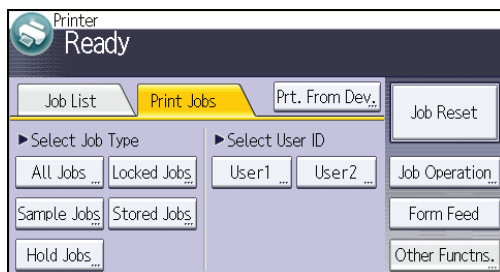 Printer
Ready
Job List
Print Jobs
Prt. From Dev.
Job Reset
►Select Job Type
►Select User ID
All Jobs
Locked Jobs
User1
User2
Job Operation
Sample Jobs
Stored Jobs
Form Feed
Hold Jobs
Other Functns.